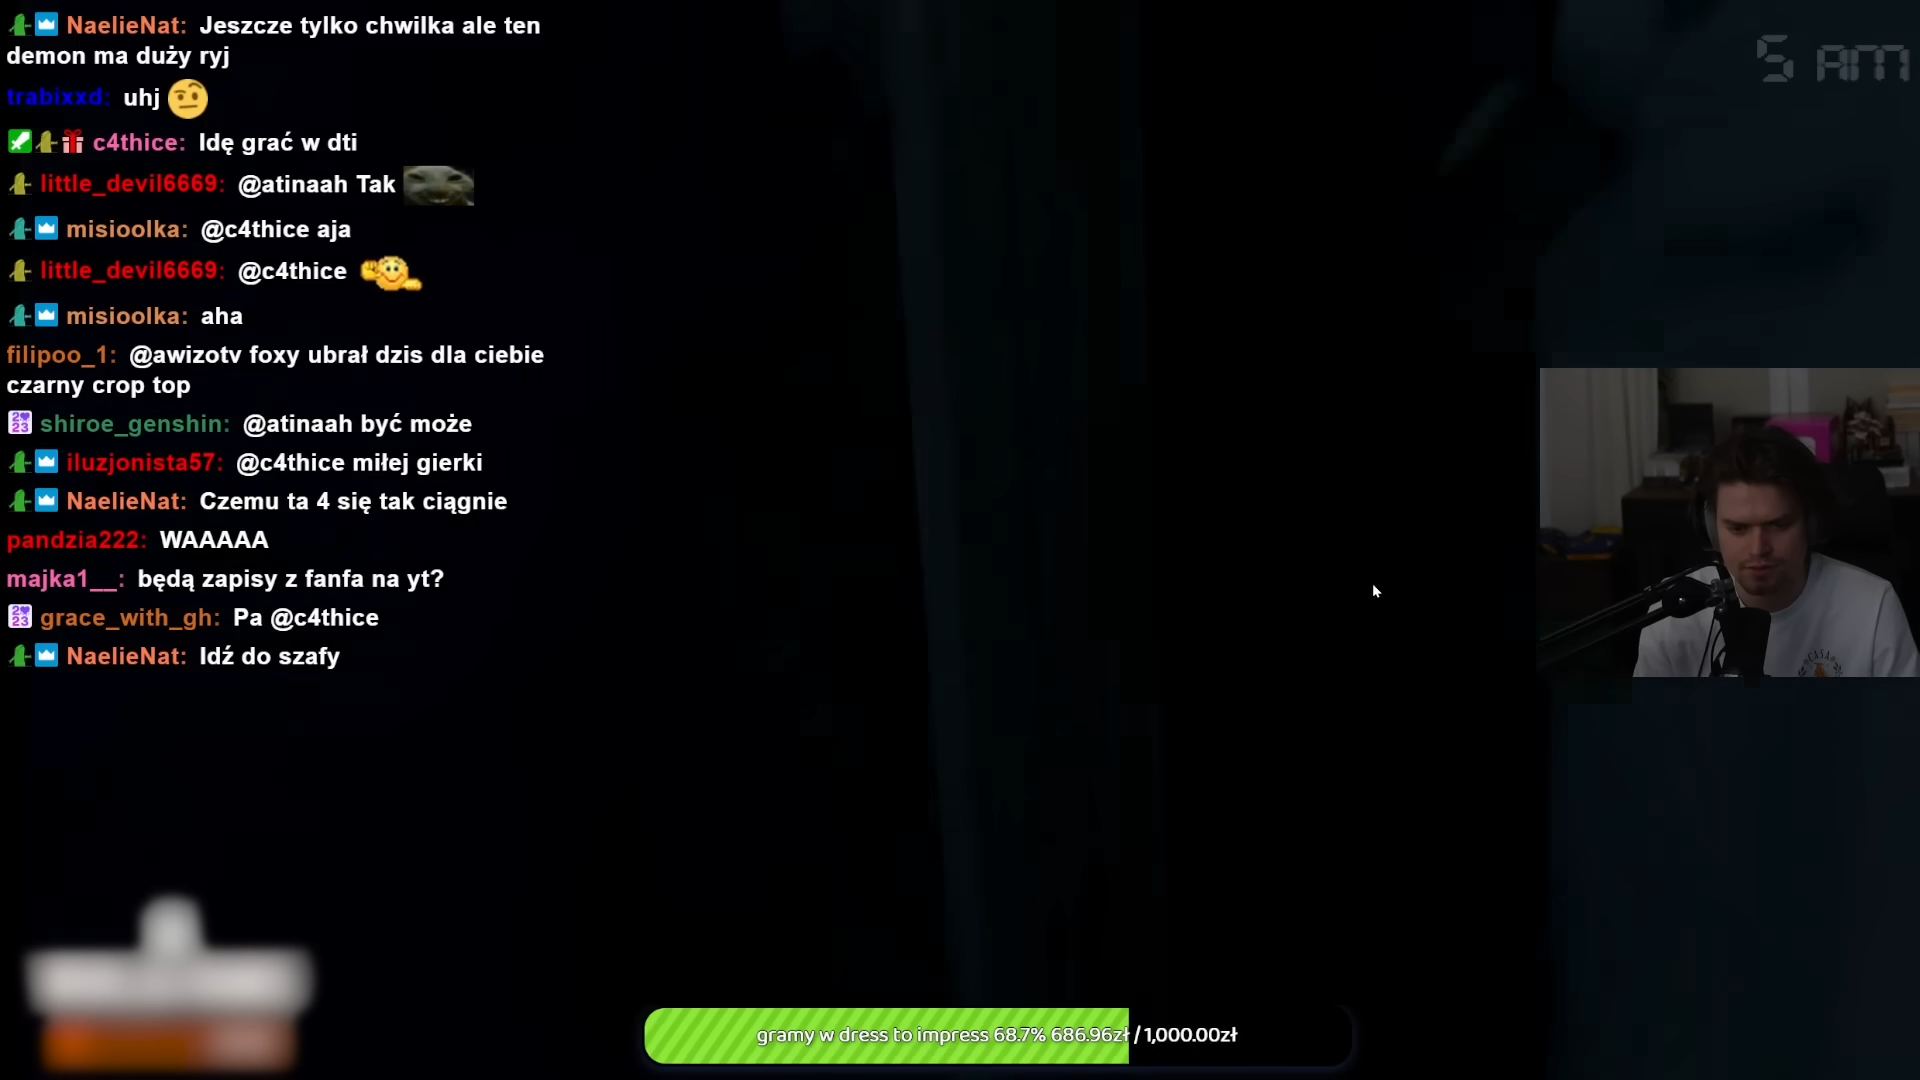 NaelieNat: Jeszcze tylko chwilka ale ten
demon ma duży ryj
trabixxd: uhj
c4thice: Idę grać w dti
little_devil6669: @atinaah Tak
misioolka: @c4thice aja
little_devil6669: @c4thice
misioolka: aha
filipoo_1: @awizotv foxy ubrał dzis dla ciebie
czarny crop top
shiroe_genshin: @atinaah być może
iluzjonista57: @c4thice miłej gierki
NaelieNat: Czemu ta 4 się tak ciągnie
pandzia222: WAAAAA
majka1__: będą zapisy z fanfa na yt?
grace_with_gh: Pa @c4thice
NaelieNat: Idź do szafy
5 AM
CASA
gramy w dress to impress 68.7% 686.96zł / 1,000.00zł